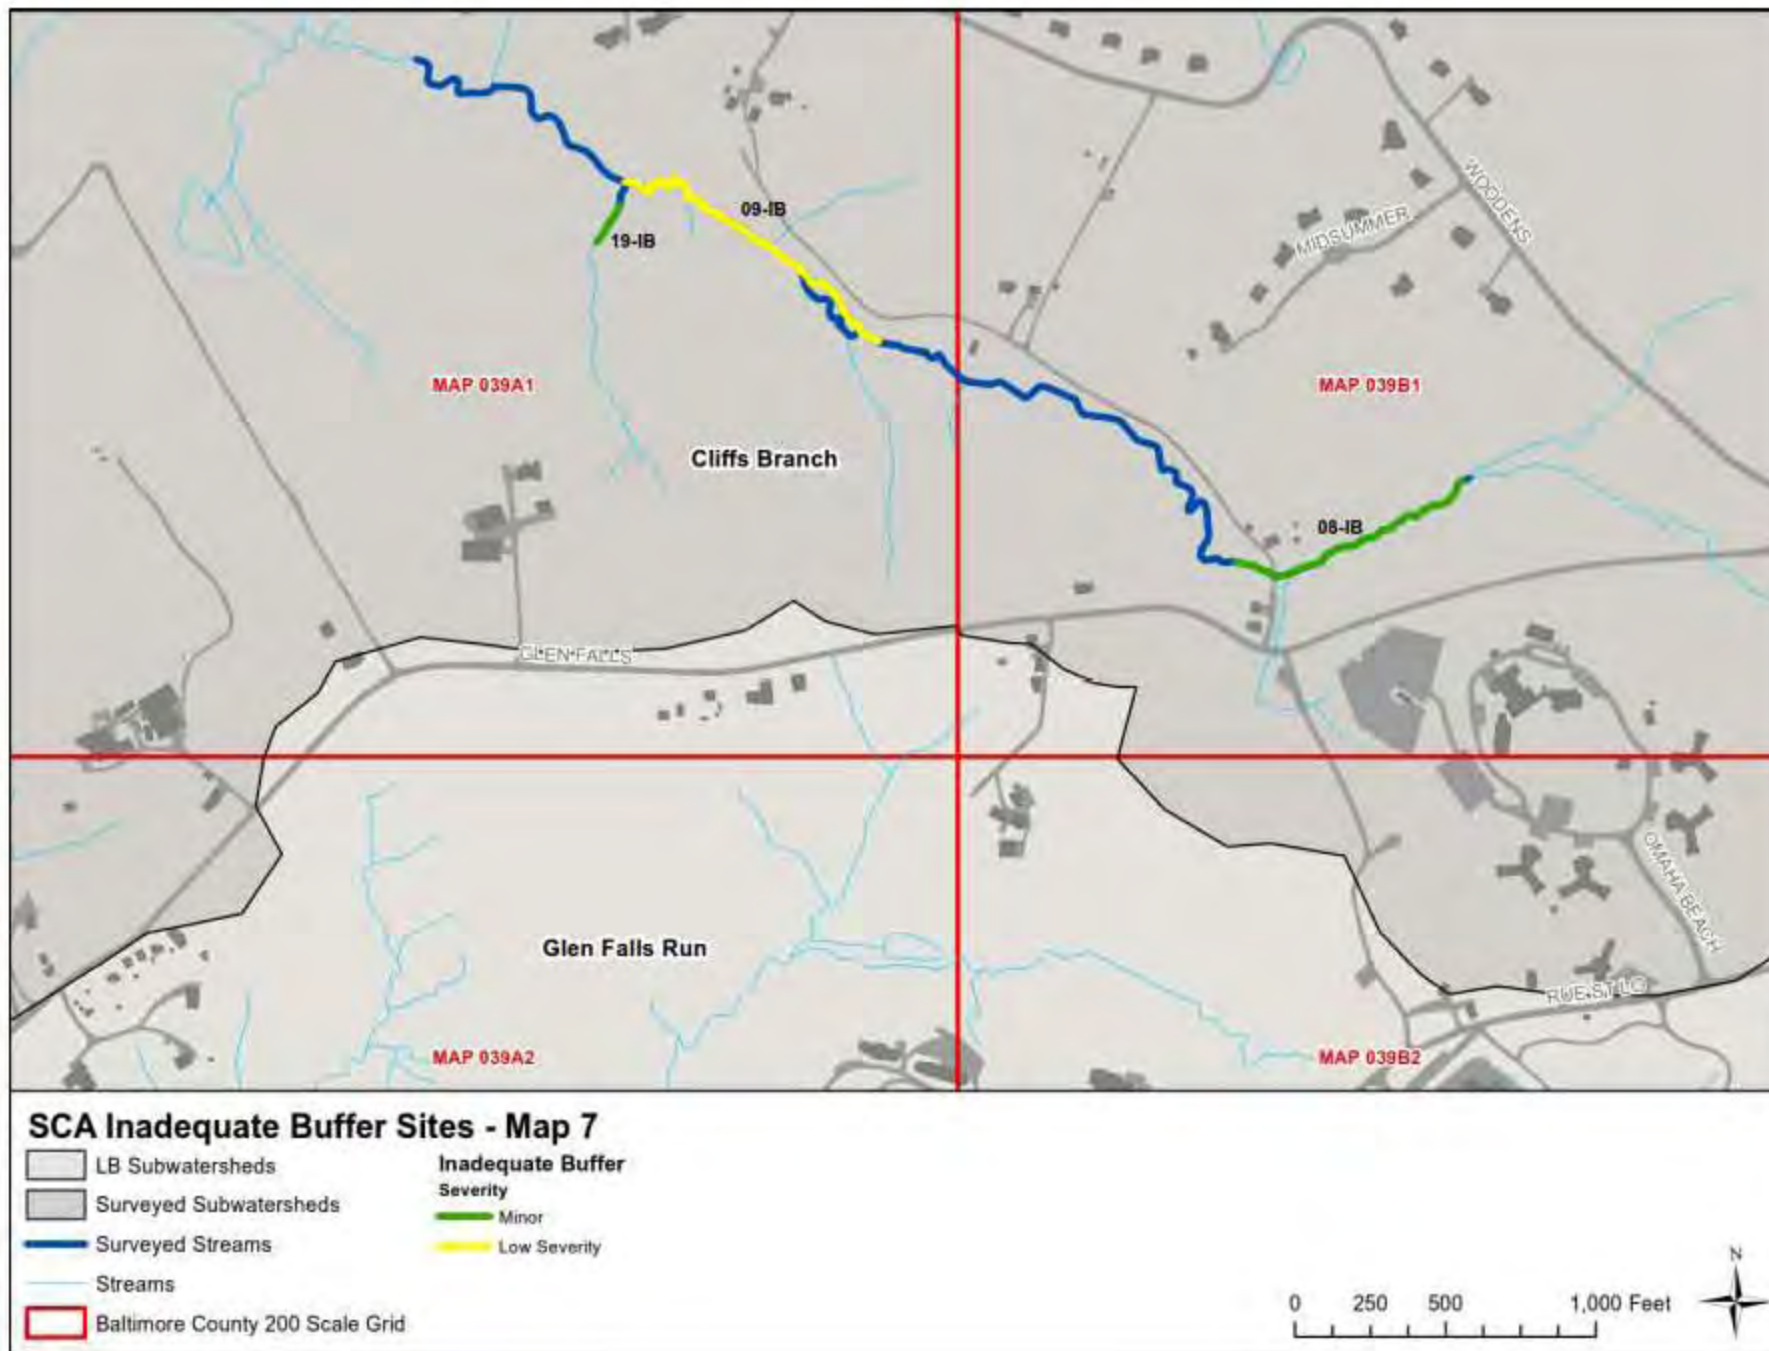 WOODENS
MIDSUMMER
09-IB
19-IB
MAP 039A1
MAP 039B1
Cliffs Branch
08-IB
GLEN FALLS
OMAHA BEACH
Glen Falls Run
RUE ST LO
MAP 039A2
MAP 039B2
SCA Inadequate Buffer Sites - Map 7
LB Subwatersheds
Surveyed Subwatersheds
Surveyed Streams
Streams
Baltimore County 200 Scale Grid
Inadequate Buffer
Severity
Minor
Low Severity
N
0 250 500 1,000 Feet